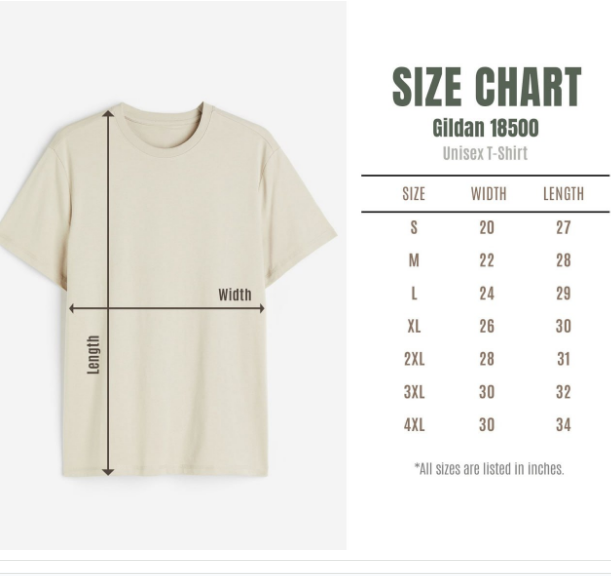 SIZE CHART
Gildan 18500
Unisex T-Shirt
SIZE WIDTH LENGTH
S 20 27
M 22 28
L 24 29
XL 26 30
2XL 28 31
3XL 30 32
4XL 30 34
*All sizes are listed in inches.
Width
Length